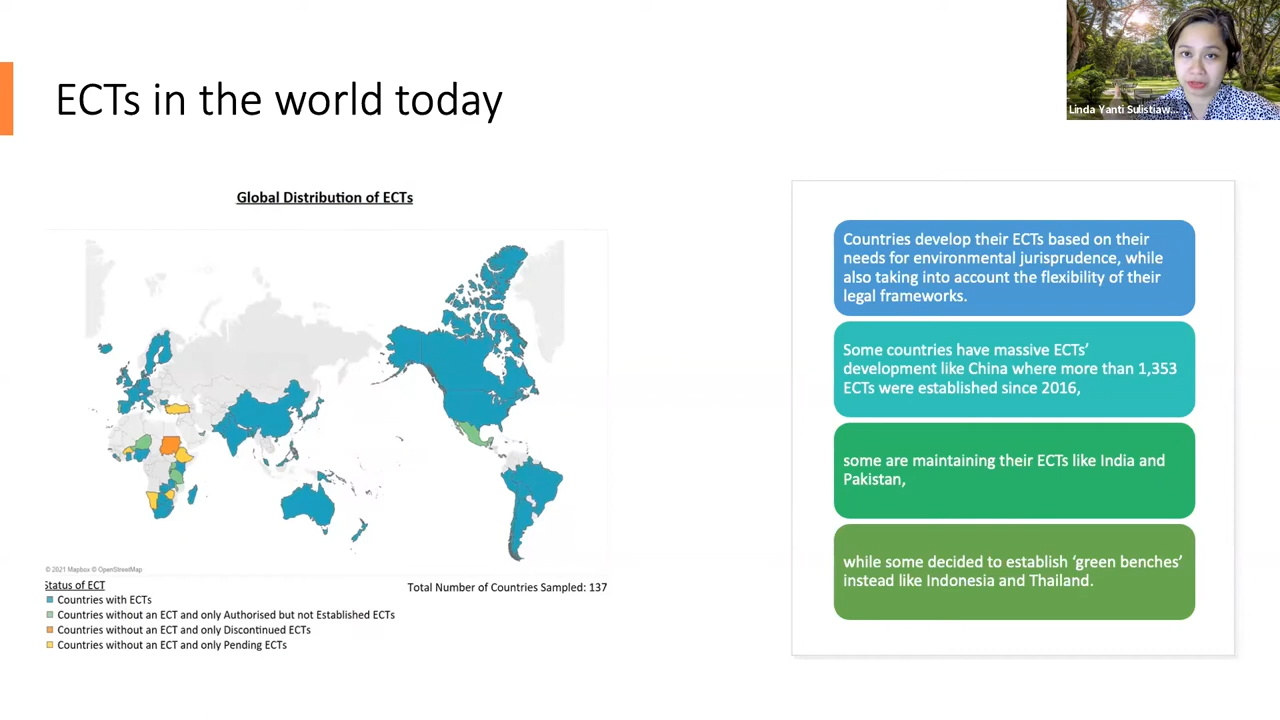 ECTs in the world today
Linda Yanti Sulistiaw...
Global Distribution of ECTs
© 2021 Mapbox © OpenStreetMap
Status of ECT
Total Number of Countries Sampled: 137
Countries with ECTs
Countries without an ECT and only Authorised but not Established ECTs
Countries without an ECT and only Discontinued ECTs
Countries without an ECT and only Pending ECTs
Countries develop their ECTs based on their
needs for environmental jurisprudence, while
also taking into account the flexibility of their
legal frameworks.
Some countries have massive ECTs’
development like China where more than 1,353
ECTs were established since 2016,
some are maintaining their ECTs like India and
Pakistan,
while some decided to establish ‘green benches’
instead like Indonesia and Thailand.